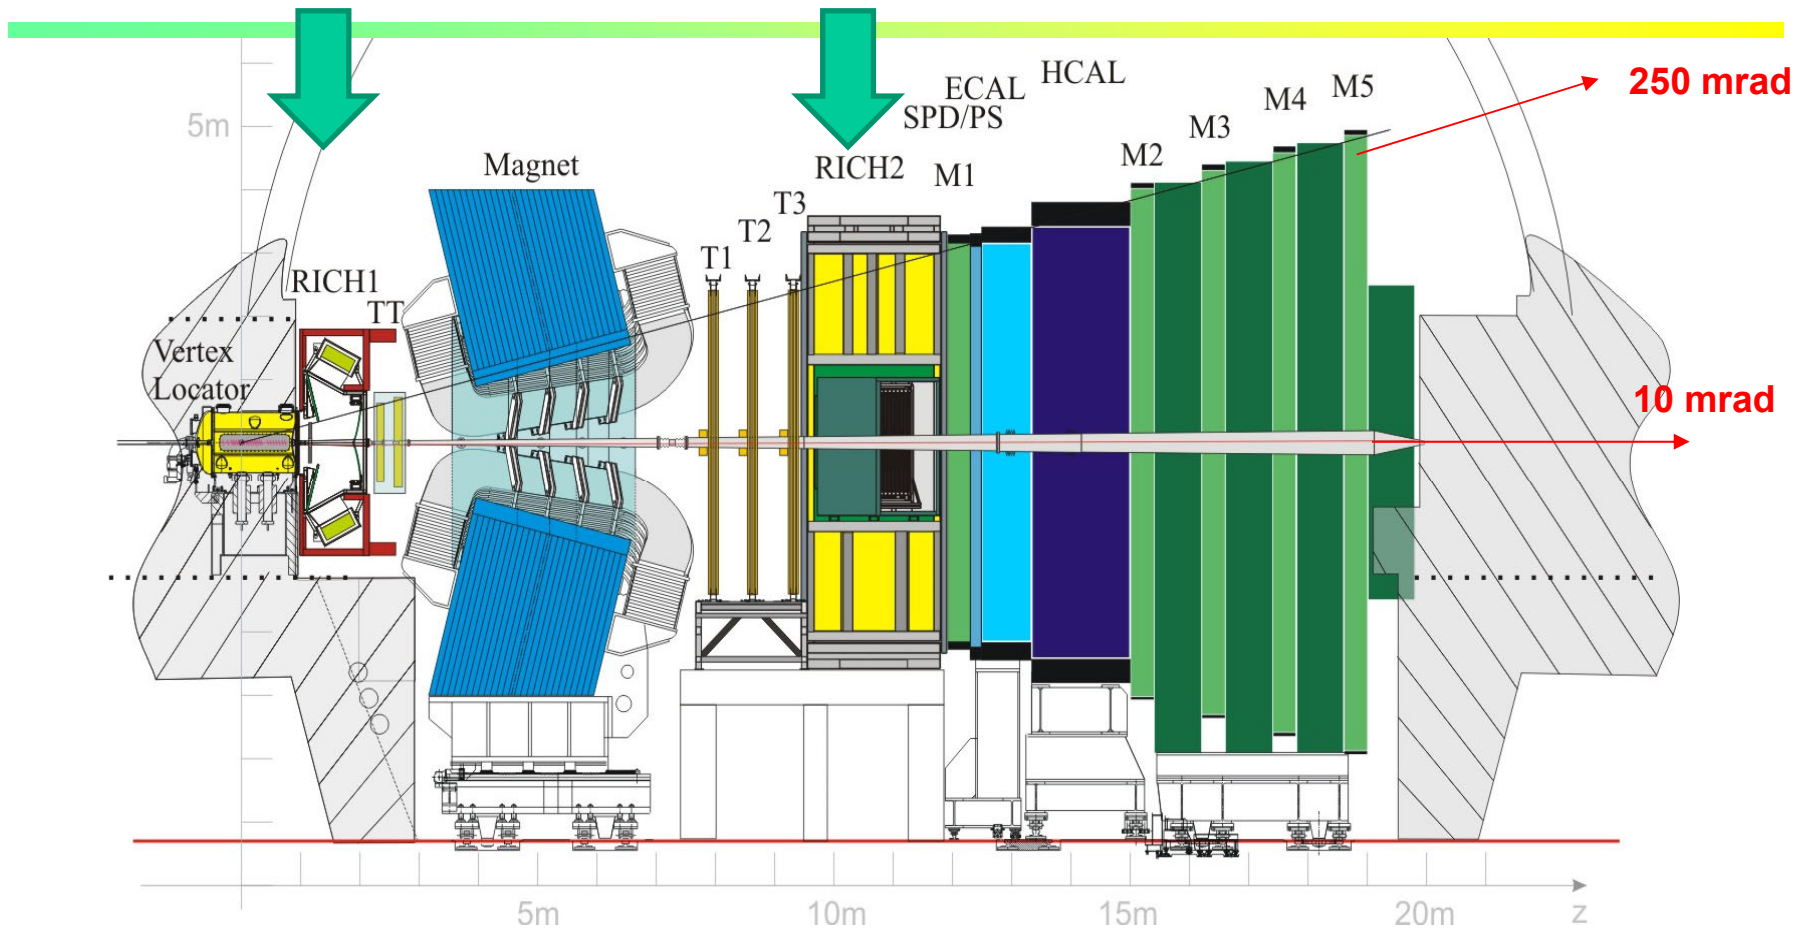 HCAL
250 mrad
ECAL
M5
M4
SPD/PS
M3
5m
M2
Magnet
RICH2
M1
T3
T2
T1
RICH1
TT
Vertex
Locator
10 mrad
5m
10m
15m
20m
z